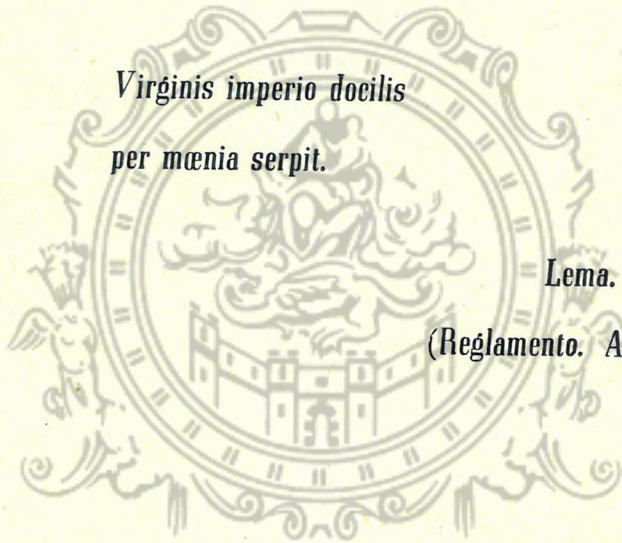 Virginis imperio docilis
per mœnia serpit.
Lema.
(Reglamento. A